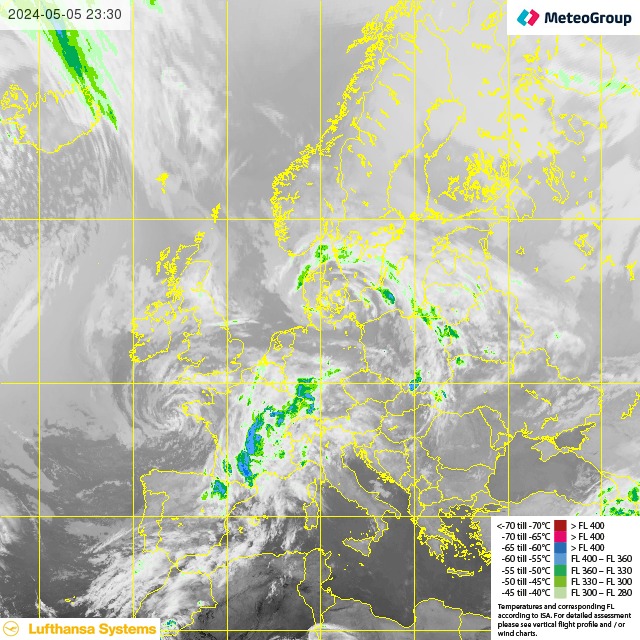 2024-05-05 23:30
MeteoGroup
<-70 till -70°C > FL 400
-70 till -65°C > FL 400
-65 till -60°C > FL 400
-60 till -55°C FL 400 – FL 360
-55 till -50°C FL 360 – FL 330
-50 till -45°C FL 330 – FL 300
-45 till -40°C FL 300 – FL 280
Temperatures and corresponding FL
according to ISA. For detailed assessment
please see vertical flight profile and / or
wind charts.
Lufthansa Systems